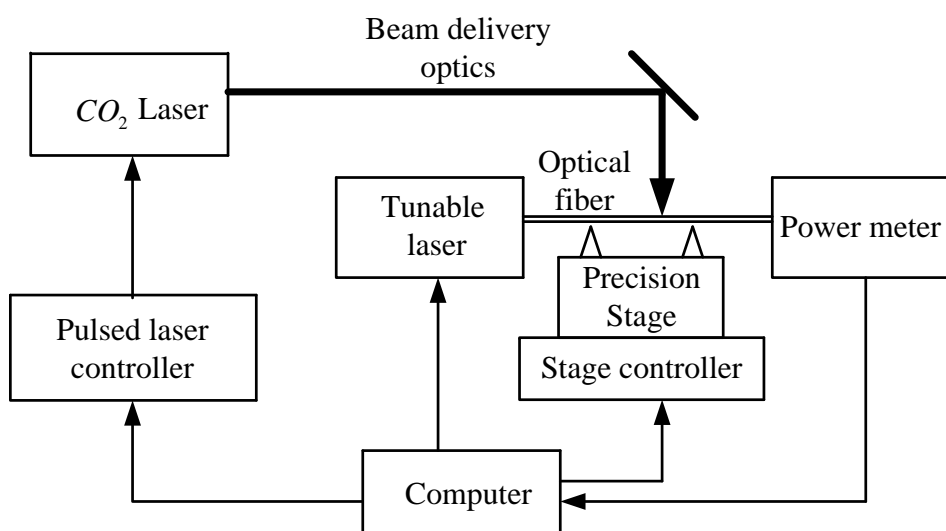 Beam delivery
optics
CO₂ Laser
Optical
fiber
Tunable
laser
Power meter
Precision
Stage
Pulsed laser
controller
Stage controller
Computer